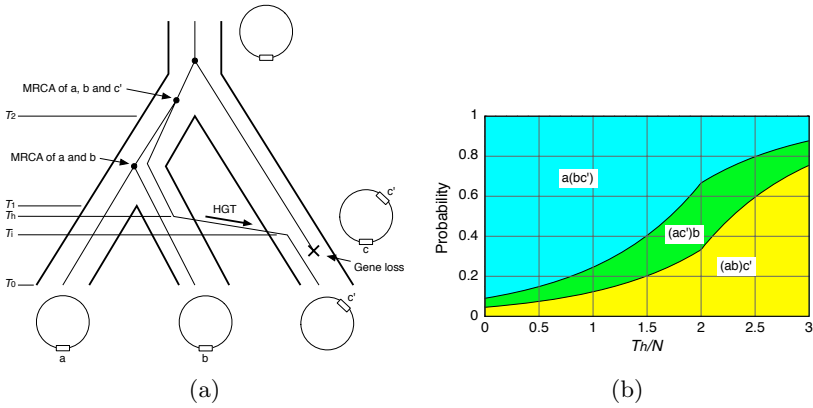 MRCA of a, b and c'
T2
MRCA of a and b
T1
Th
HGT
Ti
c'
c
Gene loss
T0
c'
a
b
(a)
Probability
1
0.8
0.6
0.4
0.2
0
a(bc')
(ac')b
(ab)c'
0 0.5 1 1.5 2 2.5 3
Th/N
(b)